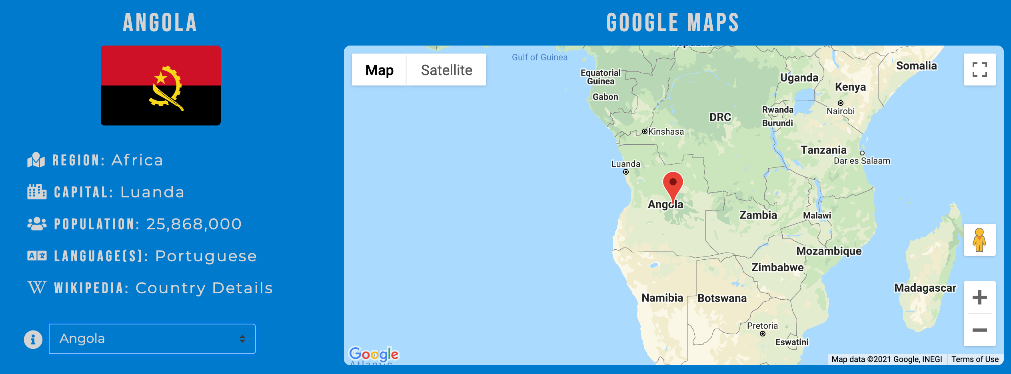 ANGOLA
REGION: Africa
CAPITAL: Luanda
POPULATION: 25,868,000
LANGUAGE(S): Portuguese
WIKIPEDIA: Country Details
Angola
GOOGLE MAPS
Map
Satellite
Gulf of Guinea
Equatorial
Guinea
Gabon
Uganda
Kenya
Somalia
Nairobi
Rwanda
Burundi
DRC
Kinshasa
Tanzania
Dar es Salaam
Luanda
Angola
Zambia
Malawi
Mozambique
Zimbabwe
Madagascar
Namibia
Botswana
Pretoria
Eswatini
Google
Map data ©2021 Google, INEGI
Terms of Use